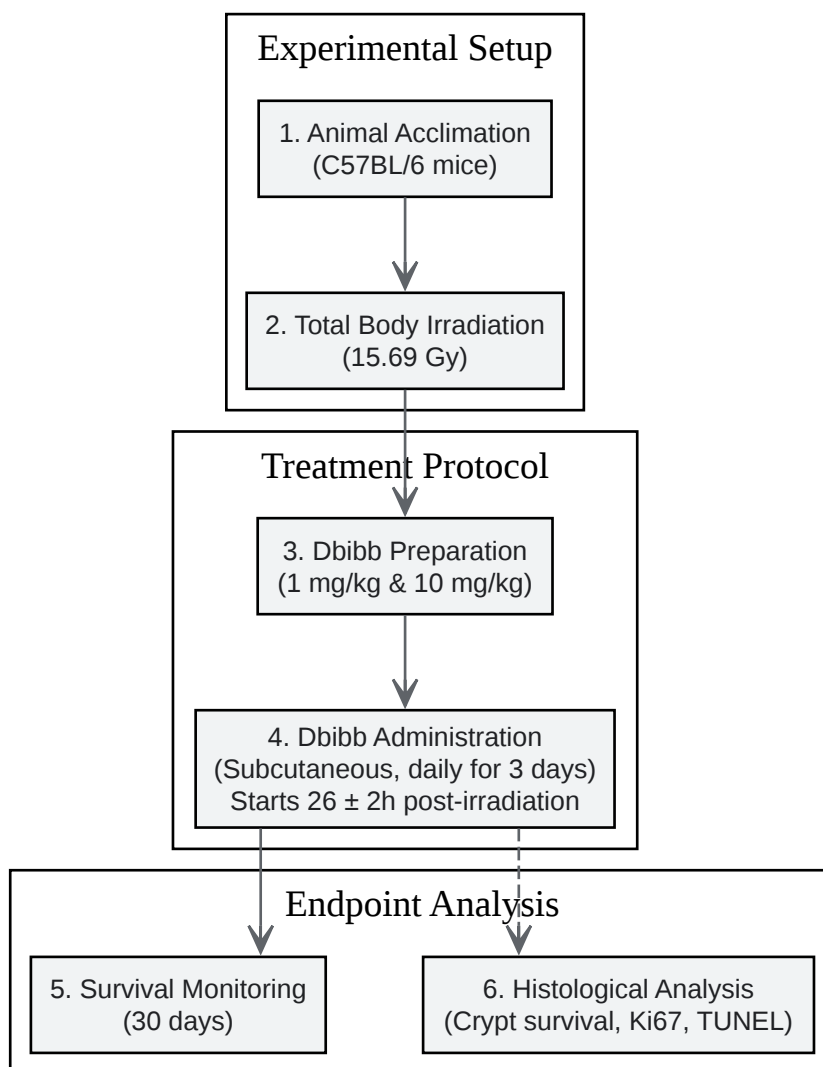 Experimental Setup
1. Animal Acclimation
(C57BL/6 mice)
2. Total Body Irradiation
(15.69 Gy)
Treatment Protocol
3. Dbibb Preparation
(1 mg/kg & 10 mg/kg)
4. Dbibb Administration
(Subcutaneous, daily for 3 days)
Starts 26 ± 2h post-irradiation
Endpoint Analysis
5. Survival Monitoring
(30 days)
6. Histological Analysis
(Crypt survival, Ki67, TUNEL)